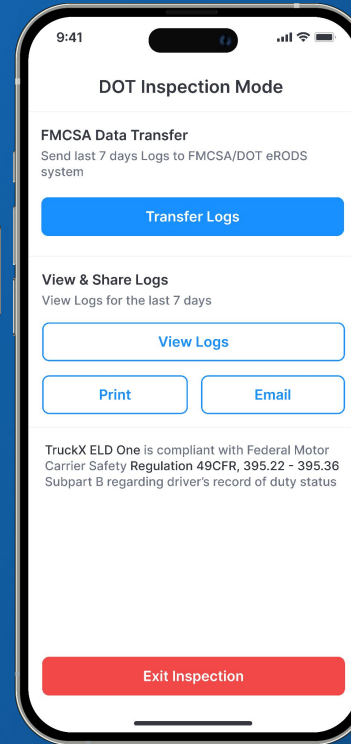 9:41
DOT Inspection Mode
FMCSA Data Transfer
Send last 7 days Logs to FMCSA/DOT eRODS
system
Transfer Logs
View & Share Logs
View Logs for the last 7 days
View Logs
Print
Email
TruckX ELD One is compliant with Federal Motor
Carrier Safety Regulation 49CFR, 395.22 - 395.36
Subpart B regarding driver's record of duty status
Exit Inspection